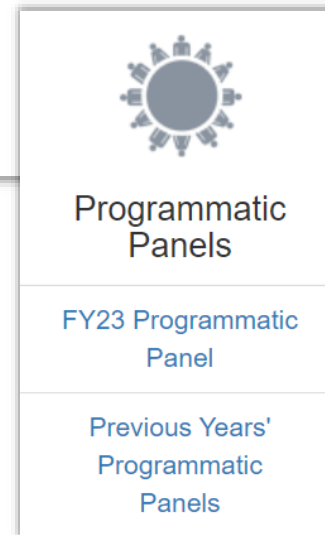 Programmatic
Panels
FY23 Programmatic
Panel
Previous Years'
Programmatic
Panels